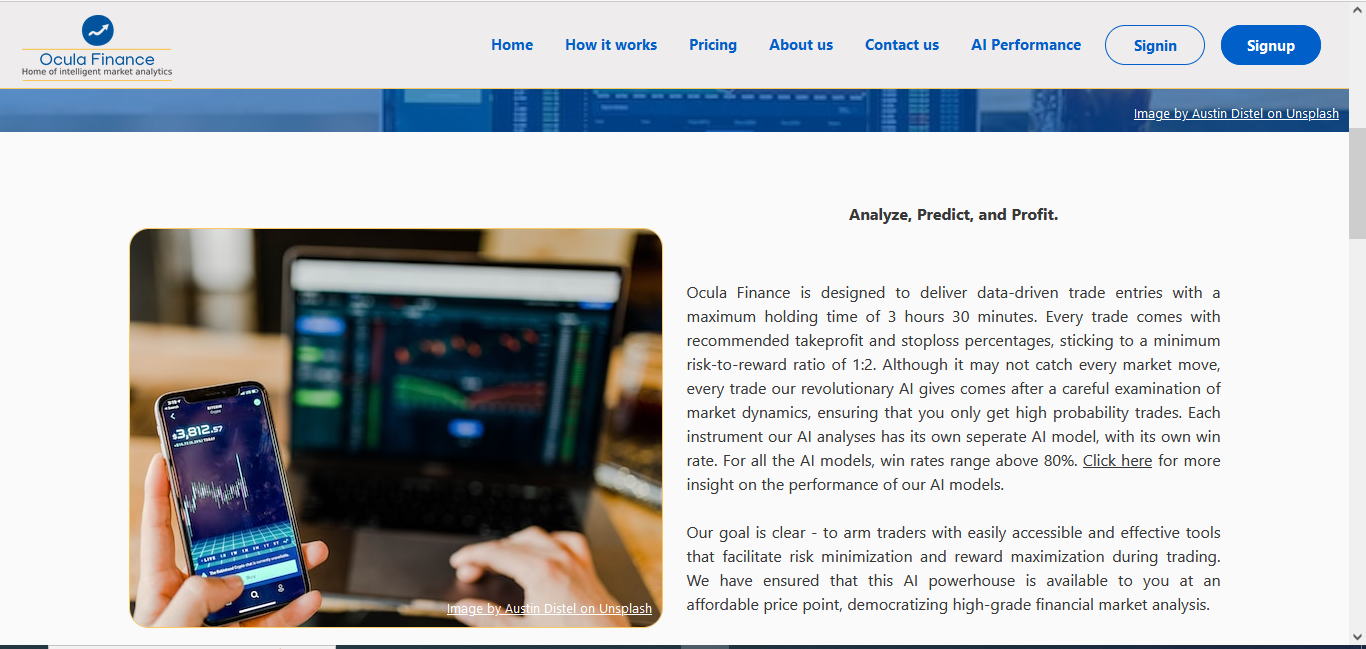 Ocula Finance
Home of intelligent market analytics
Home
How it works
Pricing
About us
Contact us
AI Performance
Signin
Signup
Image by Austin Distel on Unsplash
Analyze, Predict, and Profit.
Ocula Finance is designed to deliver data-driven trade entries with a
maximum holding time of 3 hours 30 minutes. Every trade comes with
recommended takeprofit and stoploss percentages, sticking to a minimum
risk-to-reward ratio of 1:2. Although it may not catch every market move,
every trade our revolutionary AI gives comes after a careful examination of
market dynamics, ensuring that you only get high probability trades. Each
instrument our AI analyses has its own seperate AI model, with its own win
rate. For all the AI models, win rates range above 80%. Click here for more
insight on the performance of our AI models.
Our goal is clear - to arm traders with easily accessible and effective tools
that facilitate risk minimization and reward maximization during trading.
We have ensured that this AI powerhouse is available to you at an
affordable price point, democratizing high-grade financial market analysis.
$3,812.57
Buy
Image by Austin Distel on Unsplash